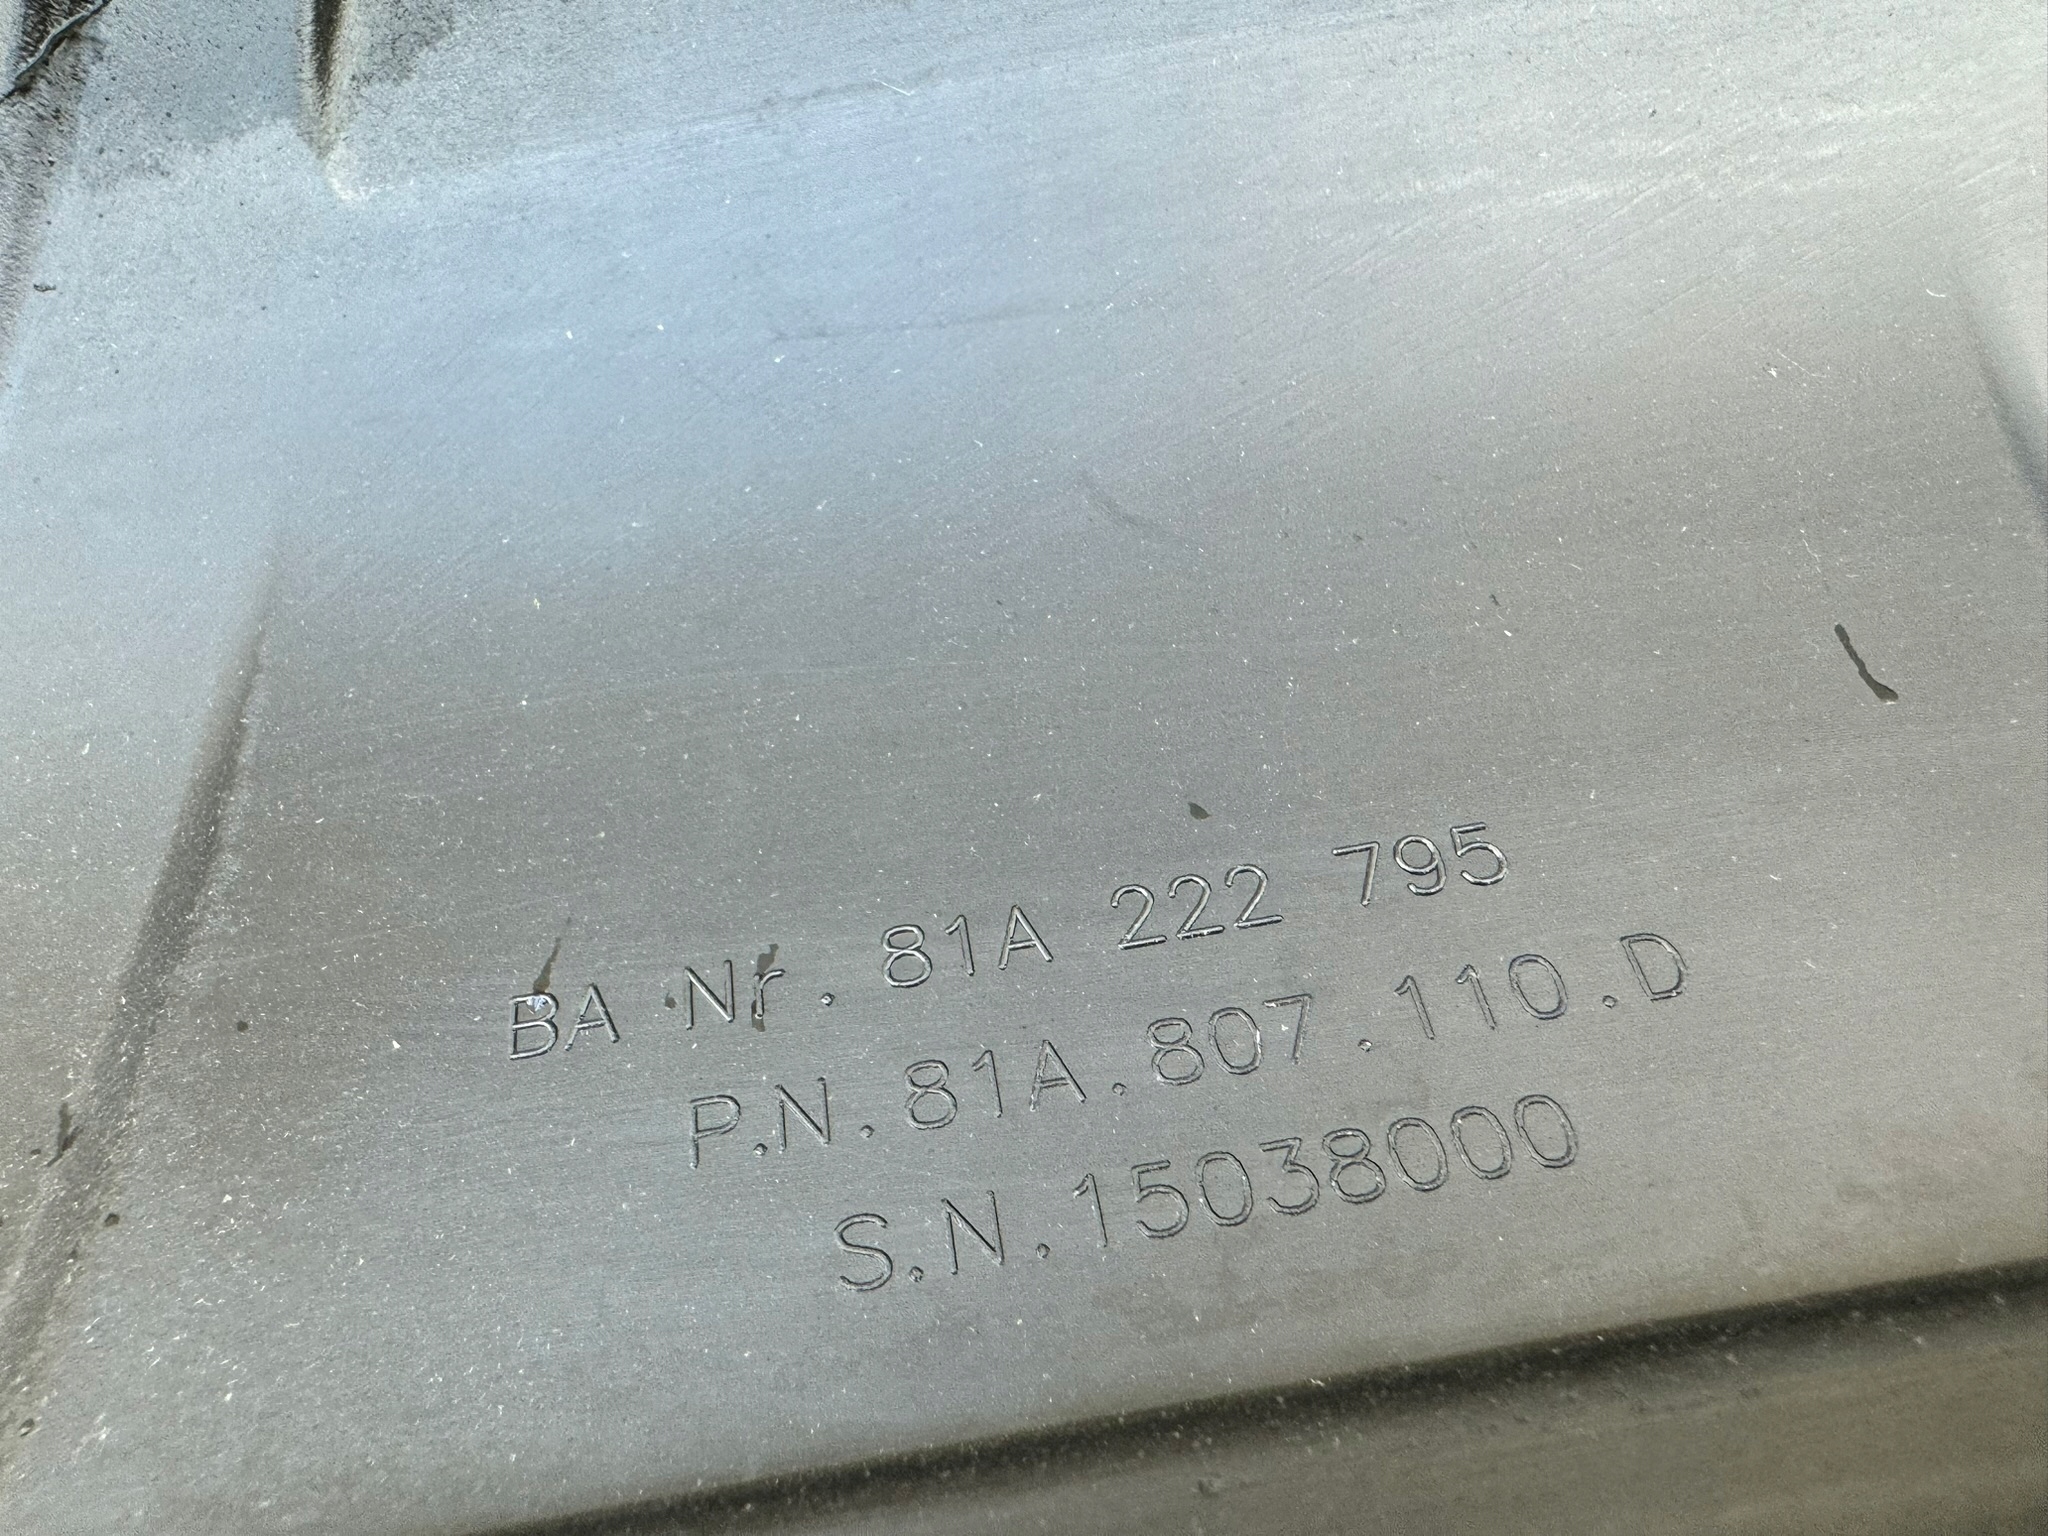 BA Nr. 81A 222 795
P.N. 81A.807.110.D
S.N.15038000